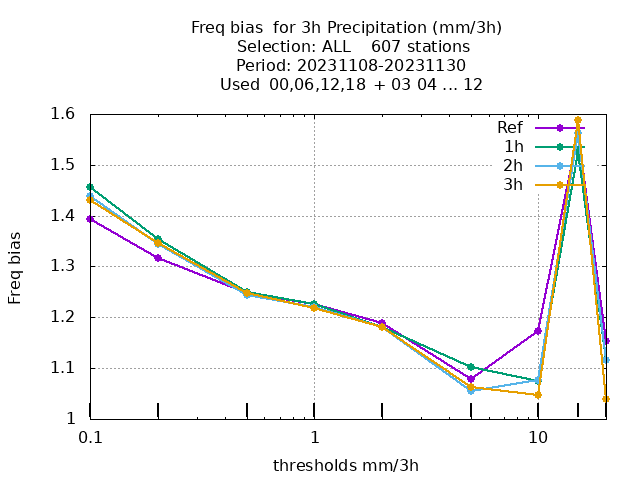 Freq bias  for 3h Precipitation (mm/3h)
Selection: ALL    607 stations
Period: 20231108-20231130
Used  00,06,12,18  + 03 04 ... 12
1.6
1.5
1.4
1.3
1.2
1.1
1
Freq bias
Ref
1h
2h
3h
0.1
1
10
thresholds mm/3h